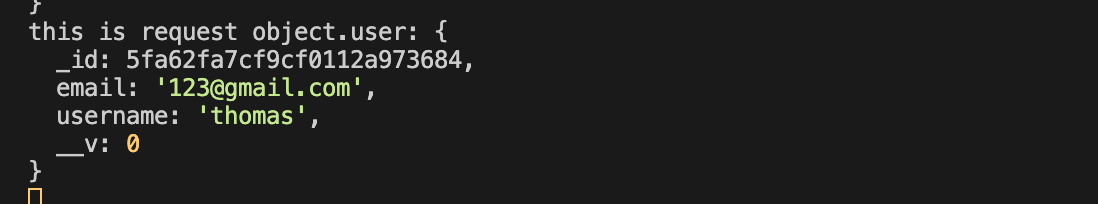 }
this is request object.user: {
  _id: 5fa62fa7cf9cf0112a973684,
  email: '123@gmail.com',
  username: 'thomas',
  __v: 0
}